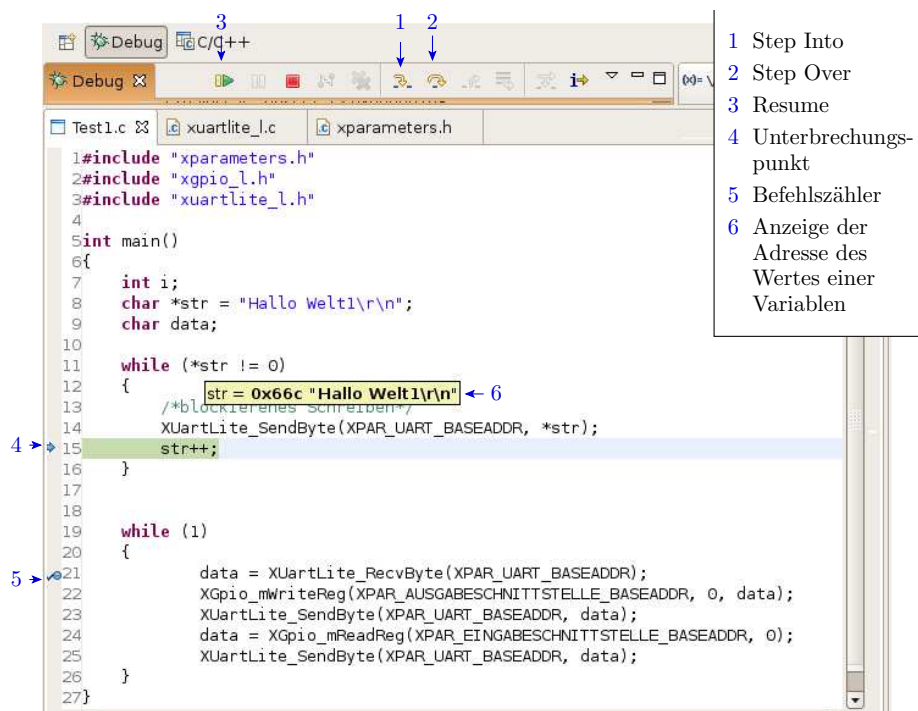 3 1 2
Debug C/C++
Debug i (x)= \
Test1.c xuartlite_l.c xparameters.h
1#include "xparameters.h"
2#include "xgpio_l.h"
3#include "xuartlite_l.h"
4
5int main()
6{
7 int i;
8 char *str = "Hallo Welt1\r\n";
9 char data;
10
11 while (*str != 0)
12 {
str = 0x66c "Hallo Welt1\r\n" 6
13 /*blockierenes Schreiben*/
14 XUartLite_SendByte(XPAR_UART_BASEADDR, *str);
4 15 str++;
16 }
17
18
19 while (1)
20 {
5 21 data = XUartLite_RecvByte(XPAR_UART_BASEADDR);
22 XGpio_mWriteReg(XPAR_AUSGABESCHNITTSTELLE_BASEADDR, 0, data);
23 XUartLite_SendByte(XPAR_UART_BASEADDR, data);
24 data = XGpio_mReadReg(XPAR_EINGABESCHNITTSTELLE_BASEADDR, 0);
25 XUartLite_SendByte(XPAR_UART_BASEADDR, data);
26 }
27}
1 Step Into
2 Step Over
3 Resume
4 Unterbrechungs-
punkt
5 Befehlszähler
6 Anzeige der
Adresse des
Wertes einer
Variablen